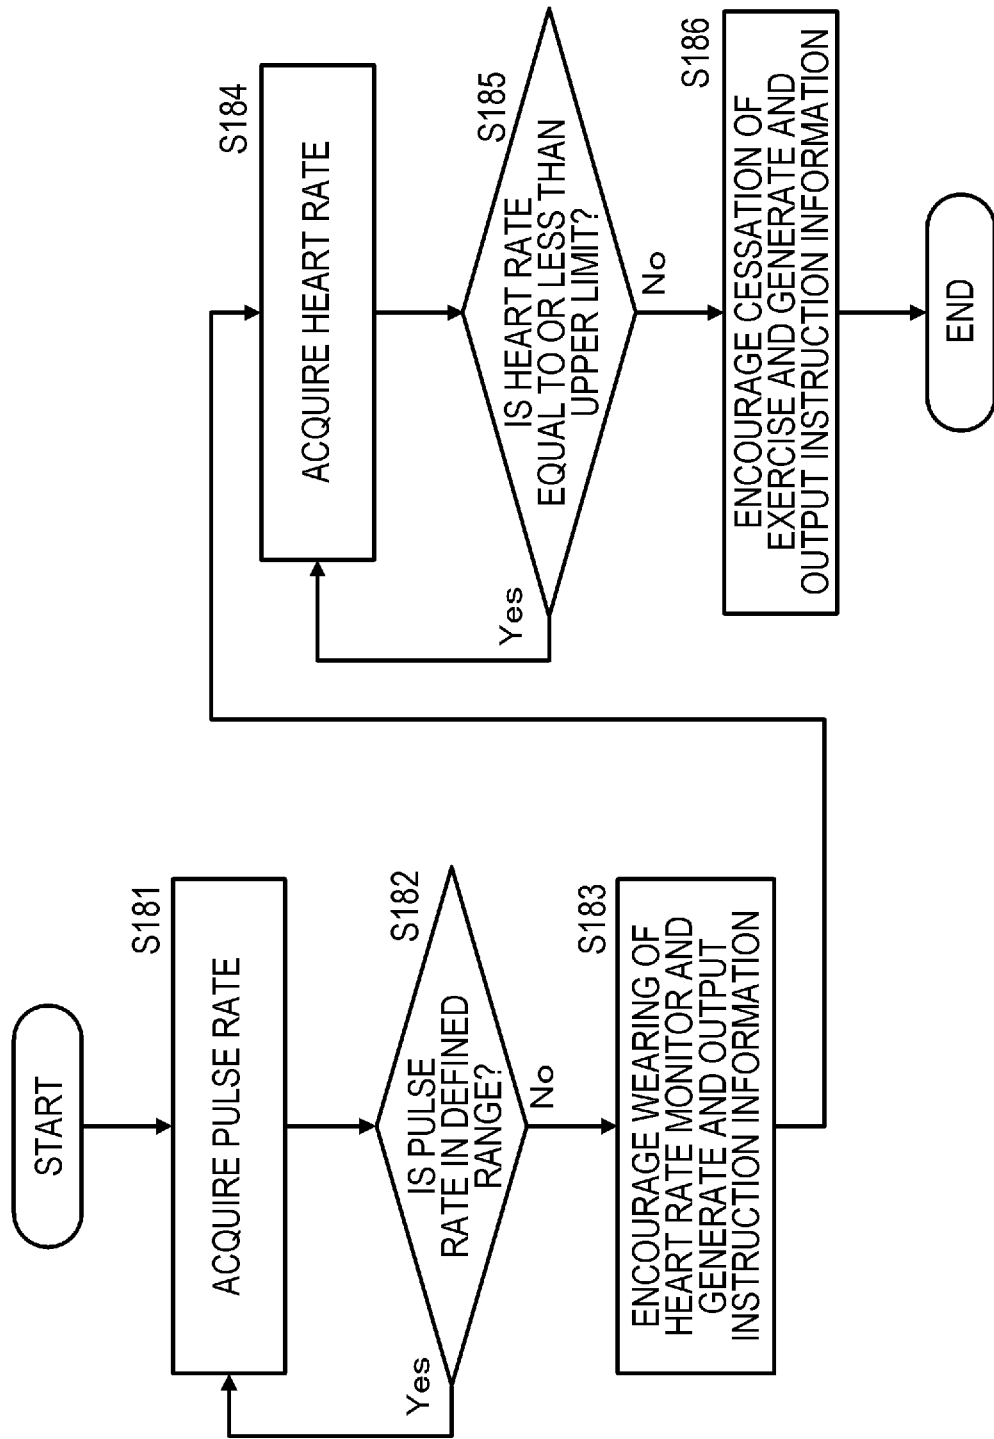 START
S181
ACQUIRE PULSE RATE
S182
IS PULSE
RATE IN DEFINED
RANGE?
Yes
No
S183
ENCOURAGE WEARING OF
HEART RATE MONITOR AND
GENERATE AND OUTPUT
INSTRUCTION INFORMATION
S184
ACQUIRE HEART RATE
S185
IS HEART RATE
EQUAL TO OR LESS THAN
UPPER LIMIT?
Yes
No
S186
ENCOURAGE CESSATION OF
EXERCISE AND GENERATE AND
OUTPUT INSTRUCTION INFORMATION
END